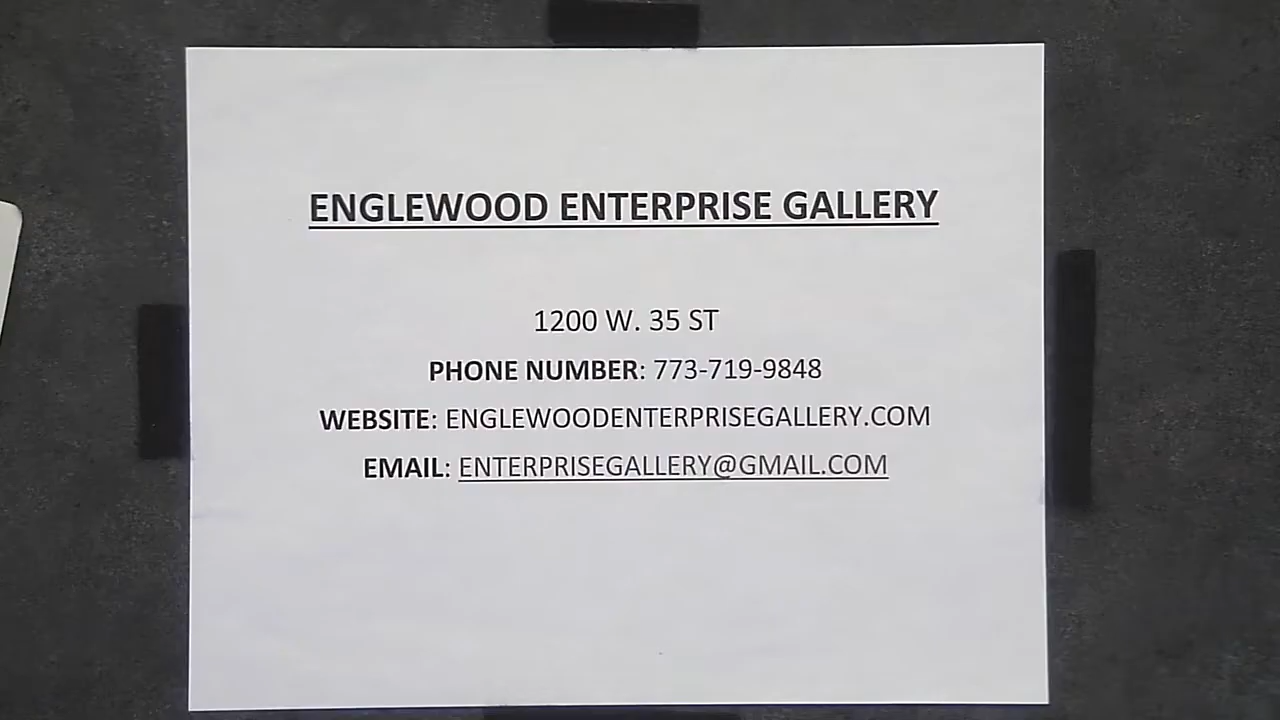 ENGLEWOOD ENTERPRISE GALLERY
1200 W. 35 ST
PHONE NUMBER: 773-719-9848
WEBSITE: ENGLEWOODENTERPRISEGALLERY.COM
EMAIL: ENTERPRISEGALLERY@GMAIL.COM